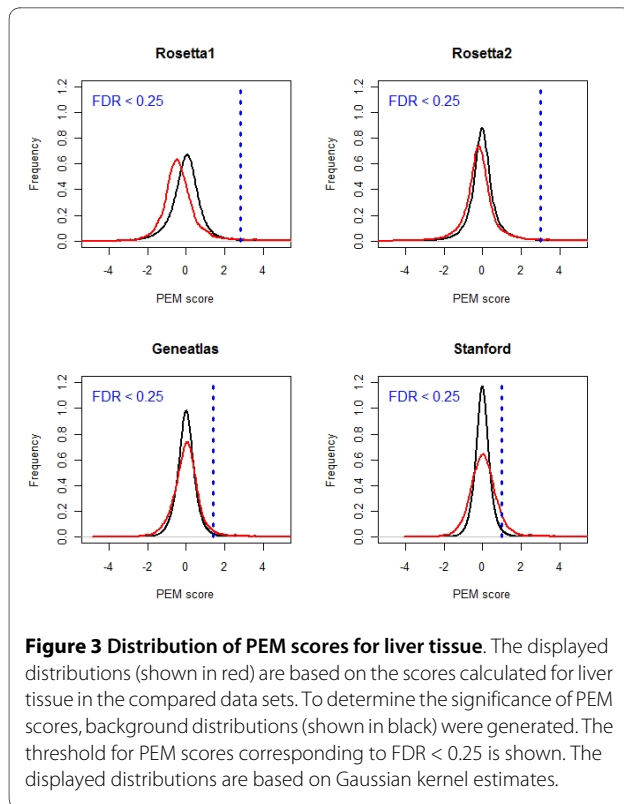 Rosetta1
Rosetta2
FDR < 0.25
FDR < 0.25
Frequency
Frequency
0.0 0.2 0.4 0.6 0.8 1.0 1.2
0.0 0.2 0.4 0.6 0.8 1.0 1.2
-4 -2 0 2 4
-4 -2 0 2 4
PEM score
PEM score
Geneatlas
Stanford
FDR < 0.25
FDR < 0.25
Frequency
Frequency
0.0 0.2 0.4 0.6 0.8 1.0 1.2
0.0 0.2 0.4 0.6 0.8 1.0 1.2
-4 -2 0 2 4
-4 -2 0 2 4
PEM score
PEM score
Figure 3 Distribution of PEM scores for liver tissue. The displayed
distributions (shown in red) are based on the scores calculated for liver
tissue in the compared data sets. To determine the significance of PEM
scores, background distributions (shown in black) were generated. The
threshold for PEM scores corresponding to FDR < 0.25 is shown. The
displayed distributions are based on Gaussian kernel estimates.